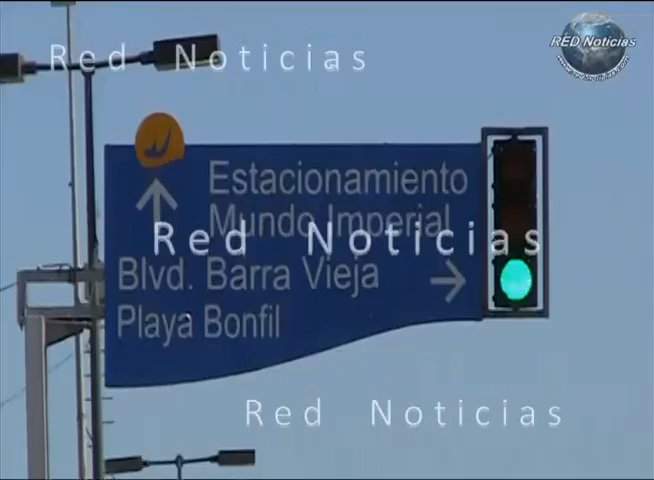 Red Noticias
RED Noticias
Estacionamiento
Mundo Imperial
Red Noticias
Blvd. Barra Vieja
Playa Bonfil
Red Noticias